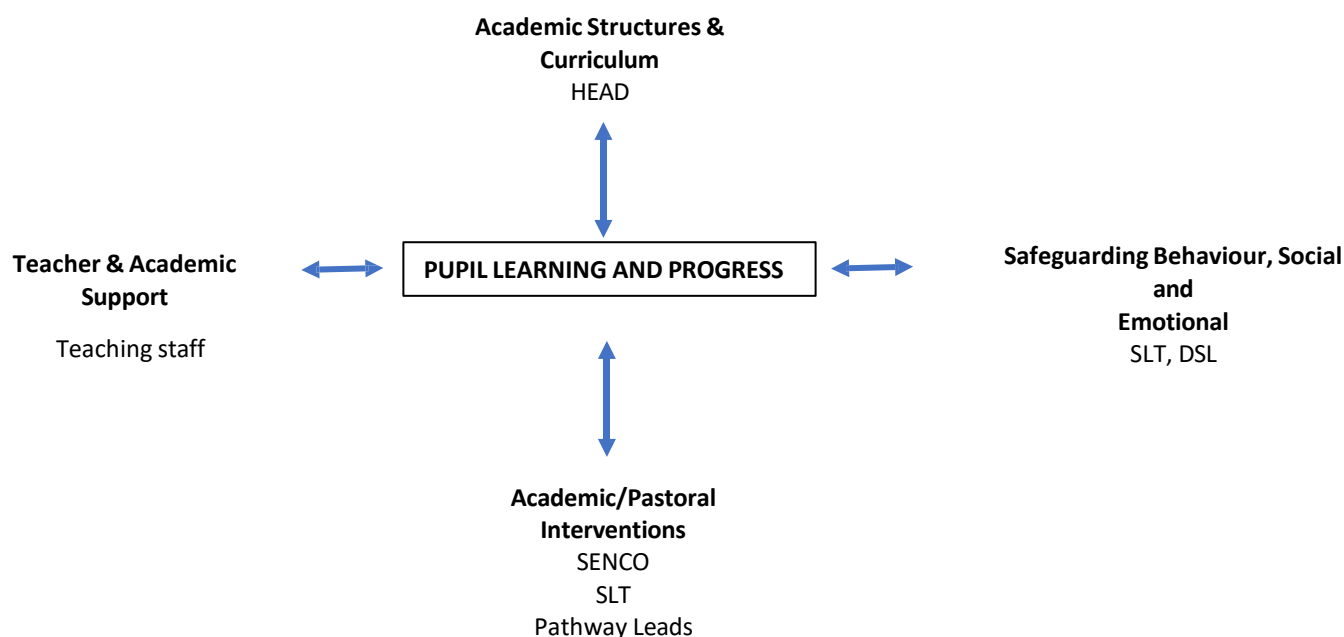 Academic Structures &
Curriculum
HEAD
Teacher & Academic
Support
Teaching staff
PUPIL LEARNING AND PROGRESS
Safeguarding Behaviour, Social
and
Emotional
SLT, DSL
Academic/Pastoral
Interventions
SENCO
SLT
Pathway Leads